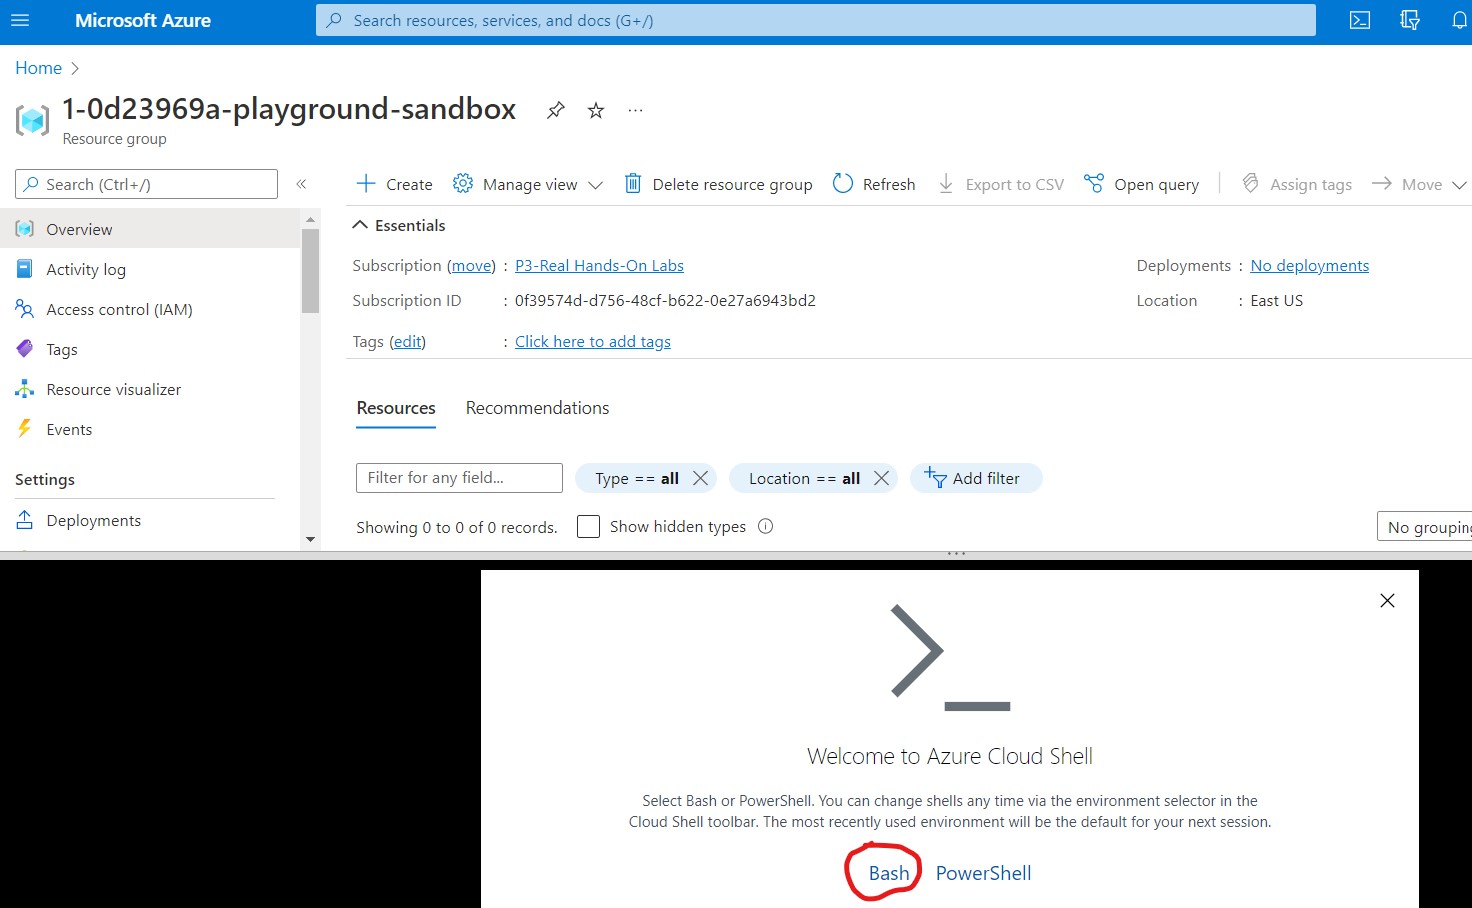 Microsoft Azure
Search resources, services, and docs (G+/)
Home
1-0d23969a-playground-sandbox
Resource group
Search (Ctrl+/)
Overview
Activity log
Access control (IAM)
Tags
Resource visualizer
Events
Settings
Deployments
Create
Manage view
Delete resource group
Refresh
Export to CSV
Open query
Assign tags
Move
Essentials
Subscription (move) : P3-Real Hands-On Labs
Subscription ID : 0f39574d-d756-48cf-b622-0e27a6943bd2
Tags (edit) : Click here to add tags
Deployments : No deployments
Location : East US
Resources Recommendations
Filter for any field...
Type == all
Location == all
Add filter
Showing 0 to 0 of 0 records.
Show hidden types
No grouping
Welcome to Azure Cloud Shell
Select Bash or PowerShell. You can change shells any time via the environment selector in the
Cloud Shell toolbar. The most recently used environment will be the default for your next session.
Bash PowerShell